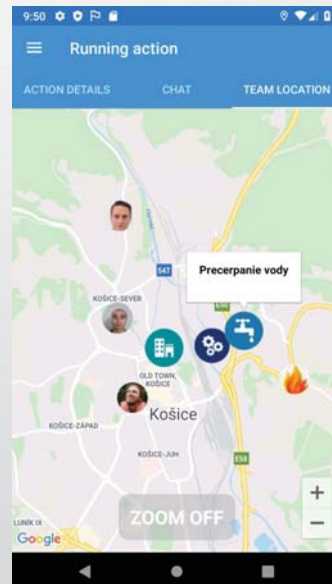 9:50
Running action
ACTION DETAILS
CHAT
TEAM LOCATION
547
Precerpanie vody
KOŠICE-SEVER
E50
OLD TOWN,
KOŠICE
Košice
KOŠICE-ZÁPAD
KOŠICE-JUH
E58
LUNÍK IX
ZOOM OFF
+
−
Google